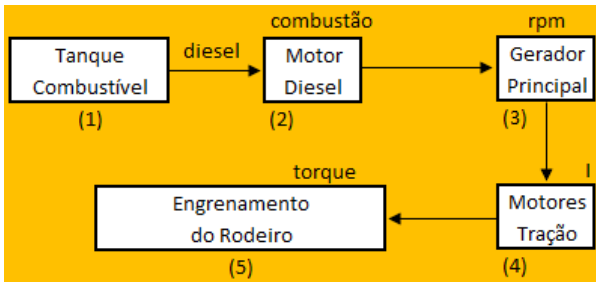 combustão
rpm
Tanque
Combustível
diesel
Motor
Diesel
Gerador
Principal
(1)
(2)
(3)
torque
I
Engrenamento
do Rodeiro
Motores
Tração
(5)
(4)